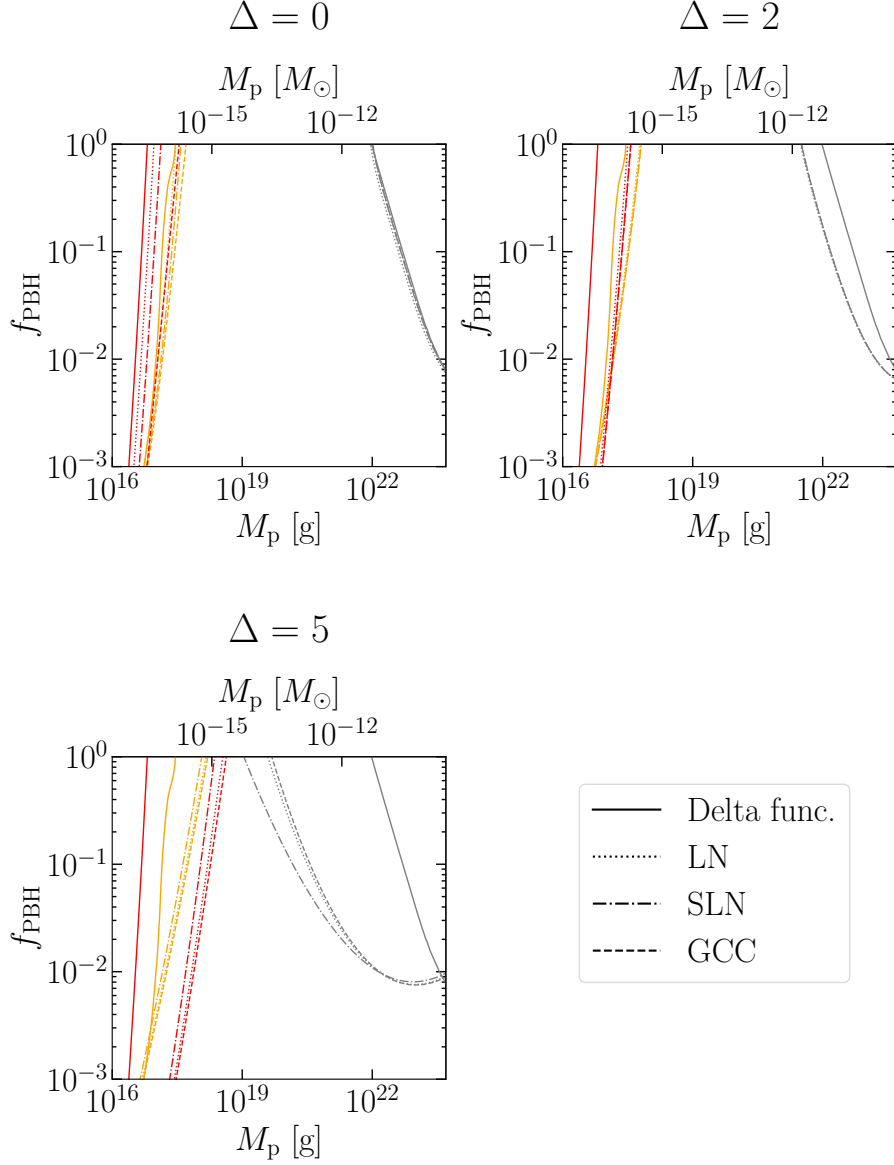 Δ = 0
Δ = 2
M_p [M_⊙]
M_p [M_⊙]
10^{-15} 10^{-12}
10^{-15} 10^{-12}
10^0
10^{-1}
10^{-2}
10^{-3}
f_PBH
10^{16} 10^{19} 10^{22}
M_p [g]
10^0
10^{-1}
10^{-2}
10^{-3}
f_PBH
10^{16} 10^{19} 10^{22}
M_p [g]
Δ = 5
M_p [M_⊙]
10^{-15} 10^{-12}
10^0
10^{-1}
10^{-2}
10^{-3}
f_PBH
10^{16} 10^{19} 10^{22}
M_p [g]
Delta func.
LN
SLN
GCC